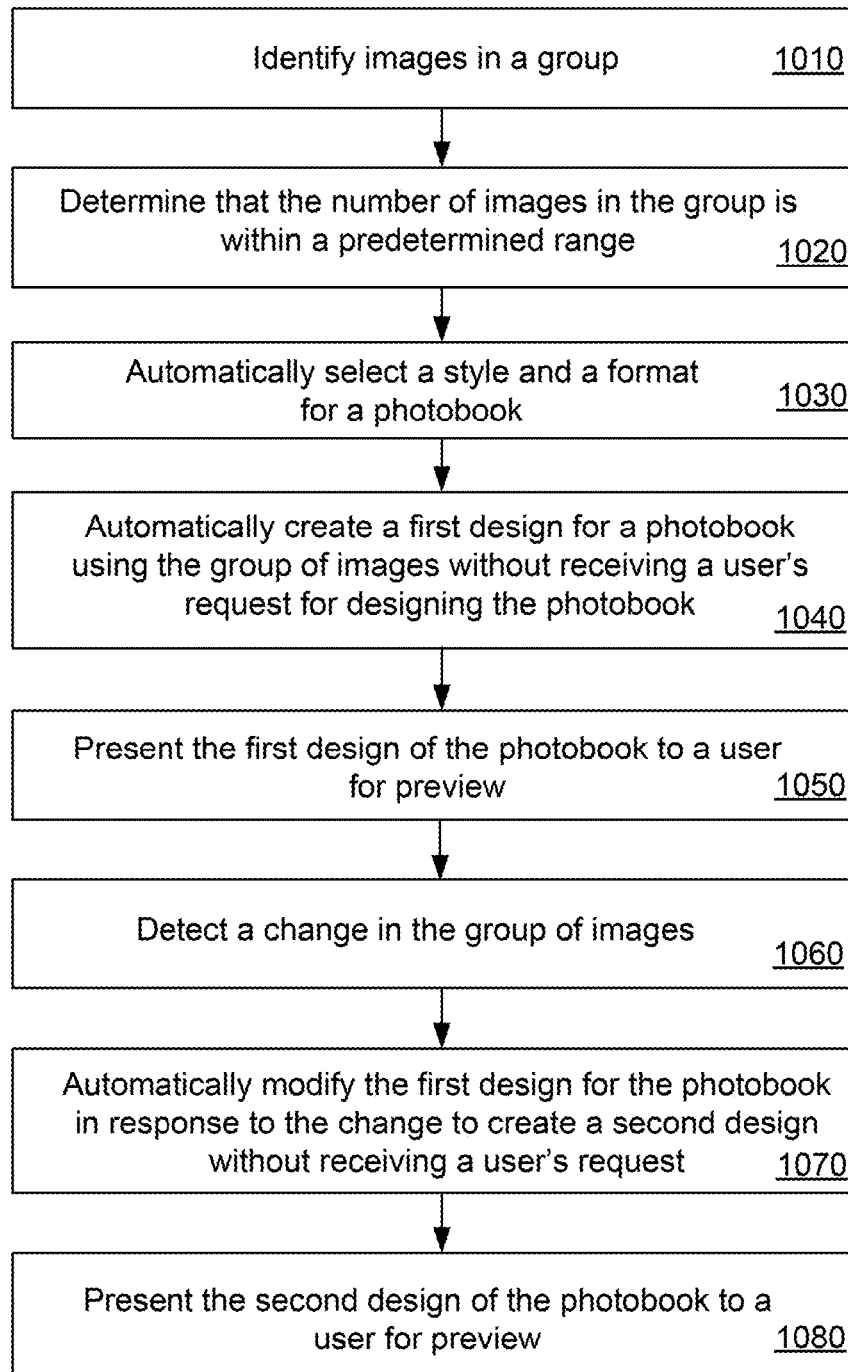 Identify images in a group 1010
Determine that the number of images in the group is
within a predetermined range 1020
Automatically select a style and a format
for a photobook 1030
Automatically create a first design for a photobook
using the group of images without receiving a user's
request for designing the photobook 1040
Present the first design of the photobook to a user
for preview 1050
Detect a change in the group of images 1060
Automatically modify the first design for the photobook
in response to the change to create a second design
without receiving a user's request 1070
Present the second design of the photobook to a
user for preview 1080